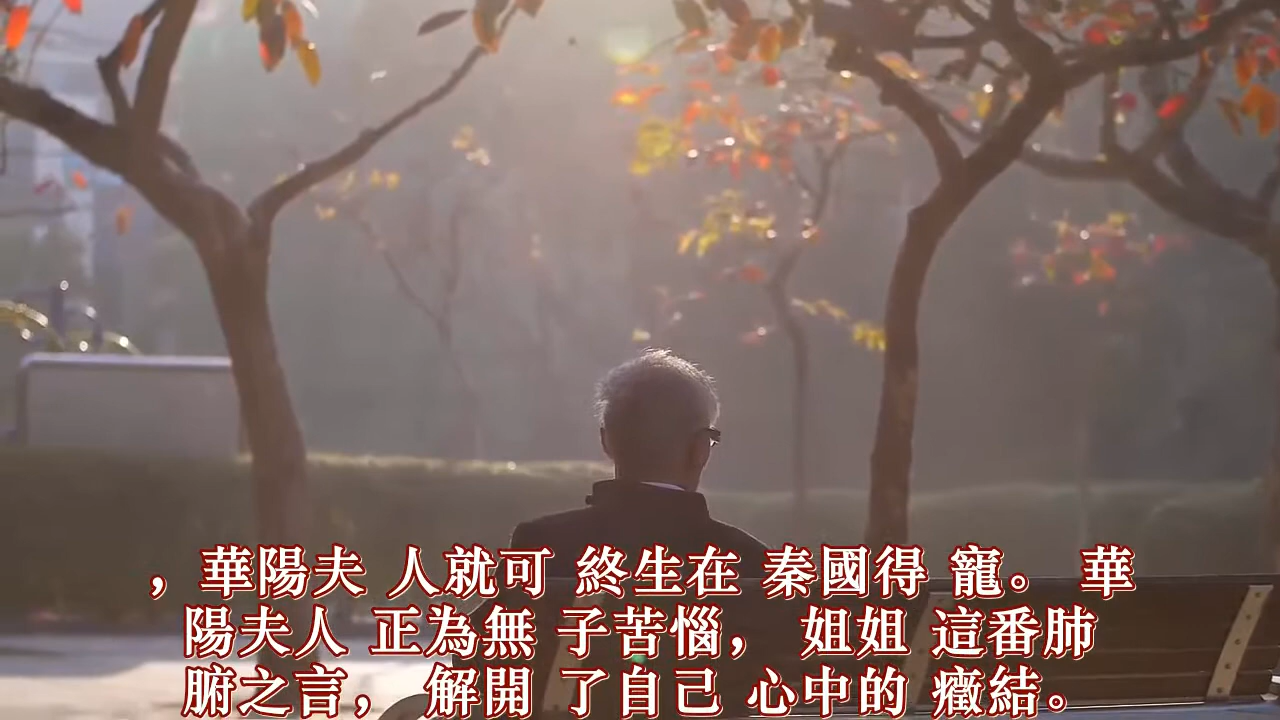 ，華陽夫 人就可 終生在 秦國得 寵。 華
陽夫人 正為無 子苦惱， 姐姐 這番肺
腑之言， 解開 了自己 心中的 癥結。